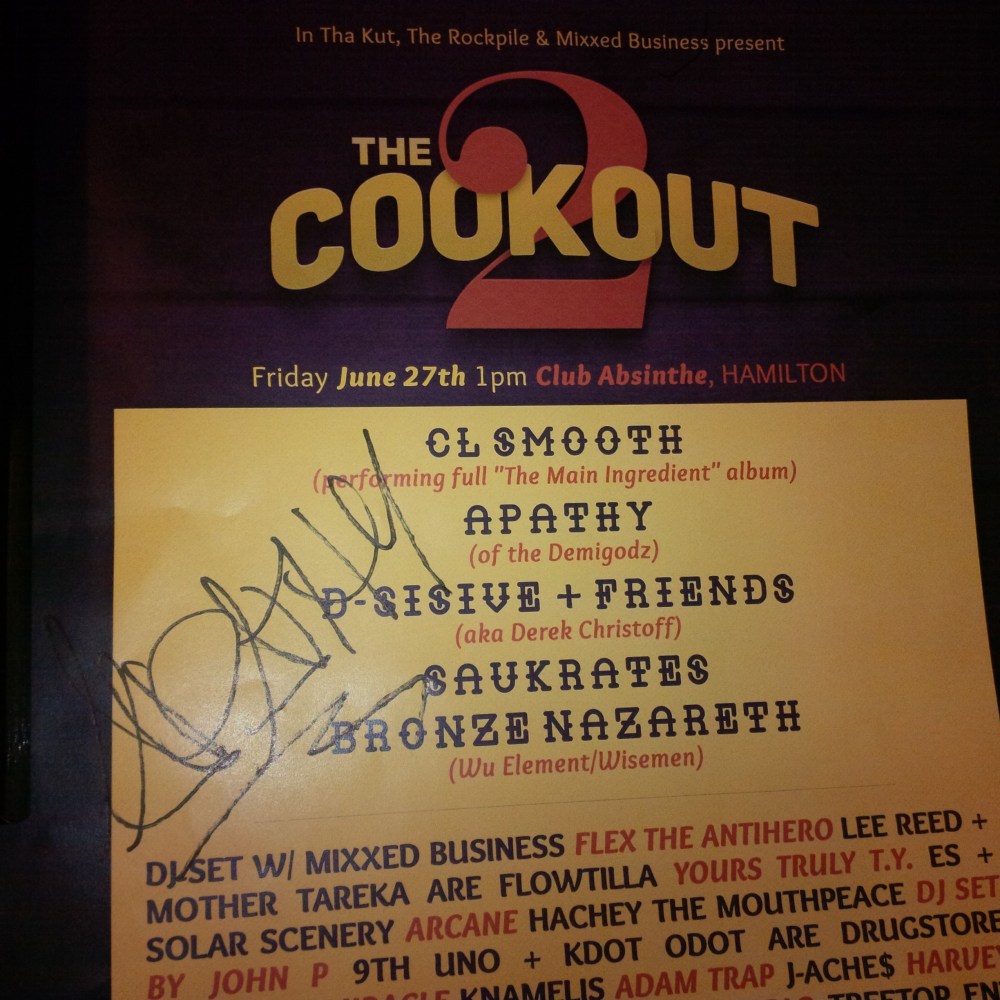 In Tha Kut, The Rockpile & Mixxed Business present
THE
COOKOUT
2
Friday June 27th 1pm Club Absinthe, HAMILTON
CL SMOOTH
(performing full "The Main Ingredient" album)
APATHY
(of the Demigodz)
D-SISIVE + FRIENDS
(aka Derek Christoff)
SAUKRATES
BRONZE NAZARETH
(Wu Element/Wisemen)
DJ SET W/ MIXXED BUSINESS FLEX THE ANTIHERO LEE REED +
MOTHER TAREKA ARE FLOWTILLA YOURS TRULY T.Y. ES +
SOLAR SCENERY ARCANE HACHEY THE MOUTHPEACE DJ SET
BY JOHN P 9TH UNO + KDOT ODOT ARE DRUGSTORE
KNAMELIS ADAM TRAP J-ACHE$ HARVEY